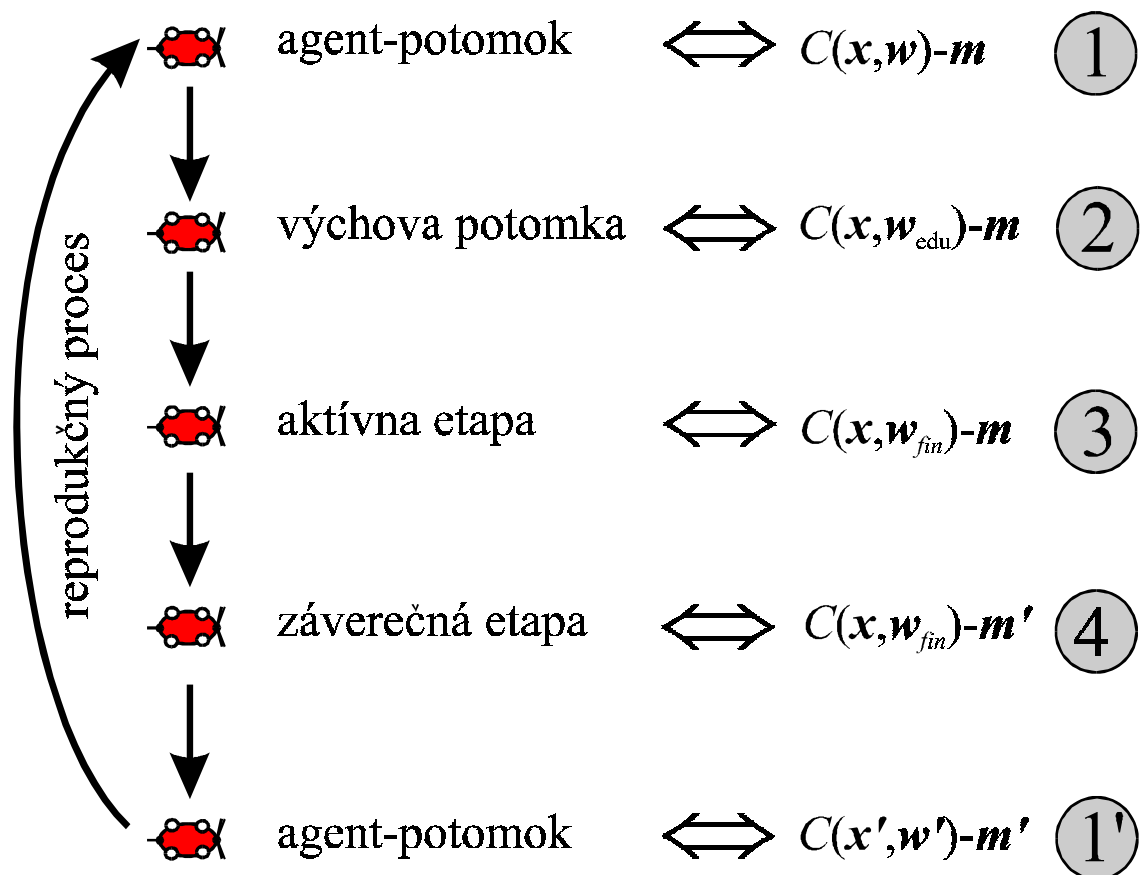 agent-potomok C(x,w)-m 1
výchova potomka C(x,w_edu)-m 2
aktívna etapa C(x,w_fin)-m 3
záverečná etapa C(x,w_fin)-m' 4
agent-potomok C(x',w')-m' 1'
reprodukčný proces